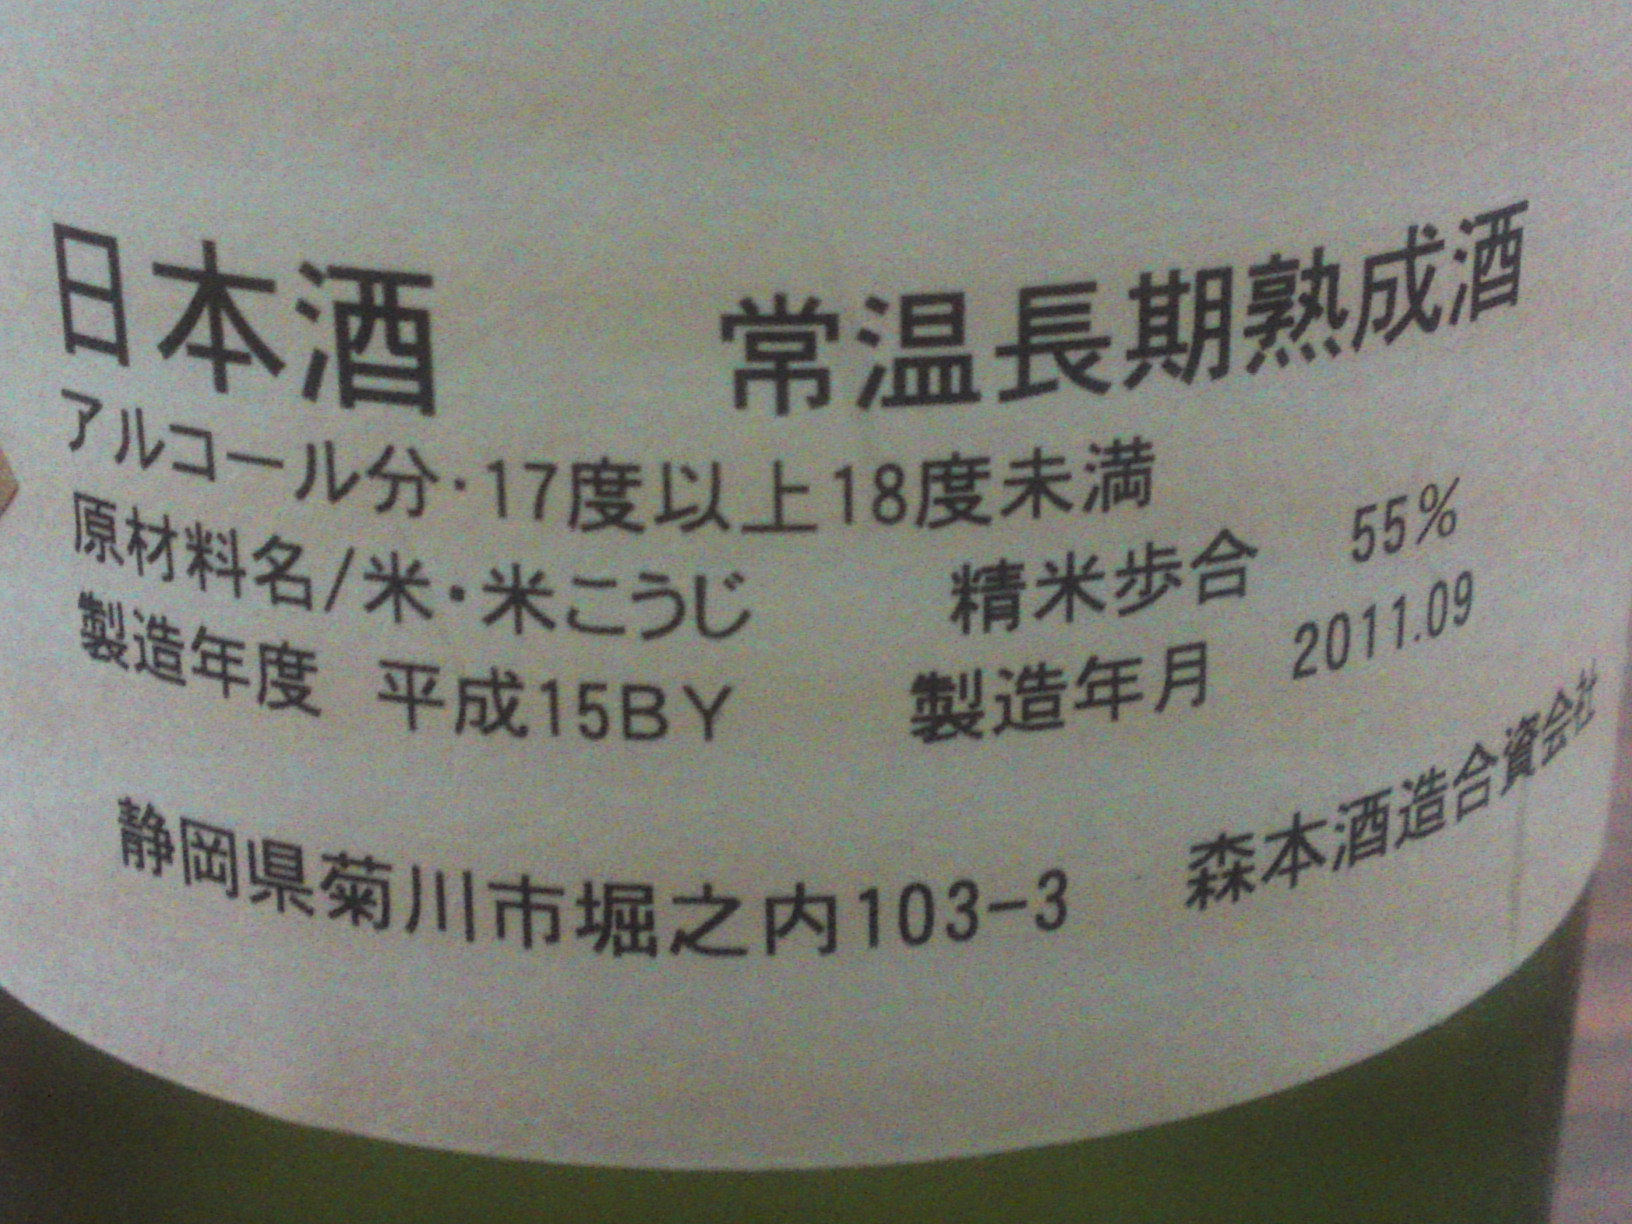 日本酒 常温長期熟成酒
アルコール分・17度以上18度未満
原材料名/米・米こうじ 精米歩合 55%
製造年度 平成15BY 製造年月 2011.09
静岡県菊川市堀之内103-3 森本酒造合資会社